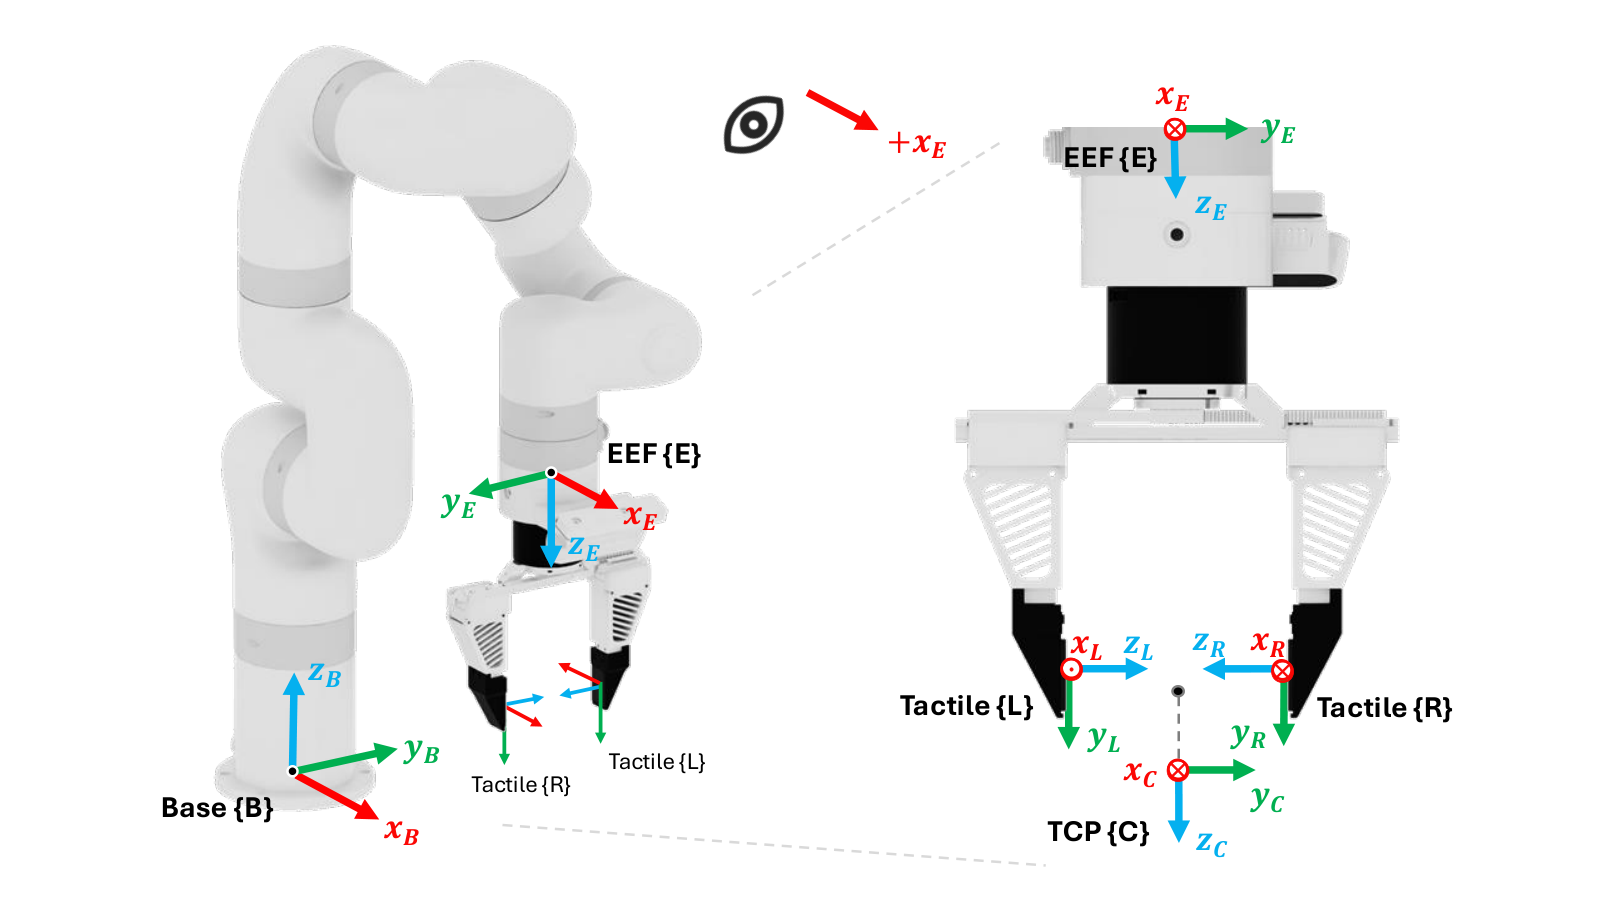 +x_E
x_E
y_E
EEF {E}
z_E
EEF {E}
y_E
x_E
z_E
x_L
z_L
z_R
x_R
Tactile {L}
Tactile {R}
y_L
y_R
z_B
y_B
Base {B}
x_B
Tactile {R}
Tactile {L}
x_C
y_C
TCP {C}
z_C